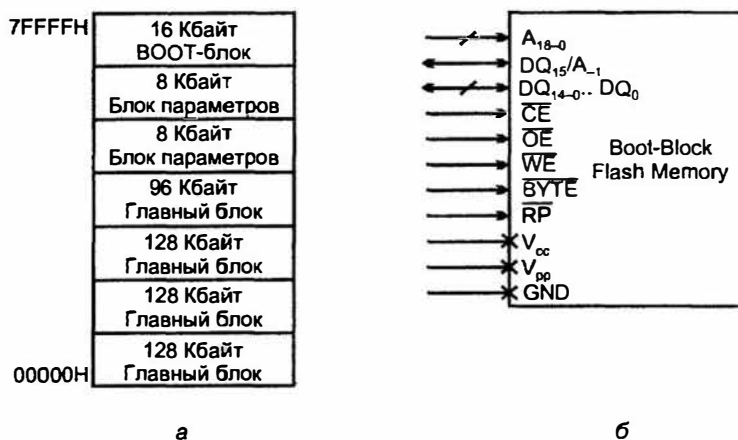 7FFFFH
16 Кбайт
BOOT-блок
8 Кбайт
Блок параметров
8 Кбайт
Блок параметров
96 Кбайт
Главный блок
128 Кбайт
Главный блок
128 Кбайт
Главный блок
128 Кбайт
Главный блок
00000H
а
A18–0
DQ15/A–1
DQ14–0.. DQ0
CE
OE
WE
BYTE
RP
Vcc
Vpp
GND
Boot-Block
Flash Memory
б